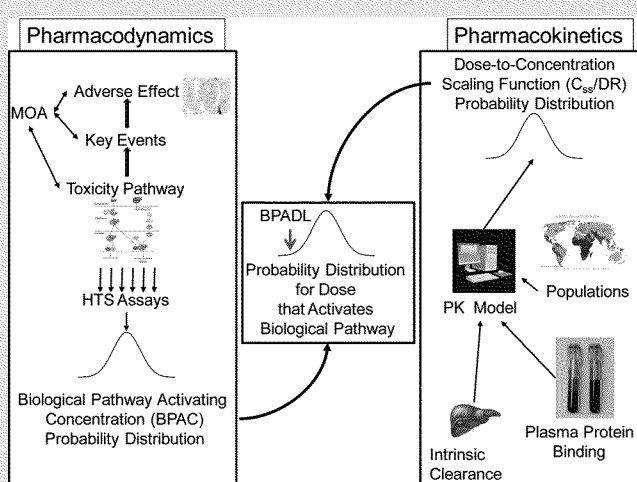 Pharmacodynamics
Adverse Effect
MOA
Key Events
Toxicity Pathway
HTS Assays
Biological Pathway Activating
Concentration (BPAC)
Probability Distribution
BPADL
Probability Distribution
for Dose
that Activates
Biological Pathway
Pharmacokinetics
Dose-to-Concentration
Scaling Function (Css/DR)
Probability Distribution
Populations
PK Model
Plasma Protein
Binding
Intrinsic
Clearance